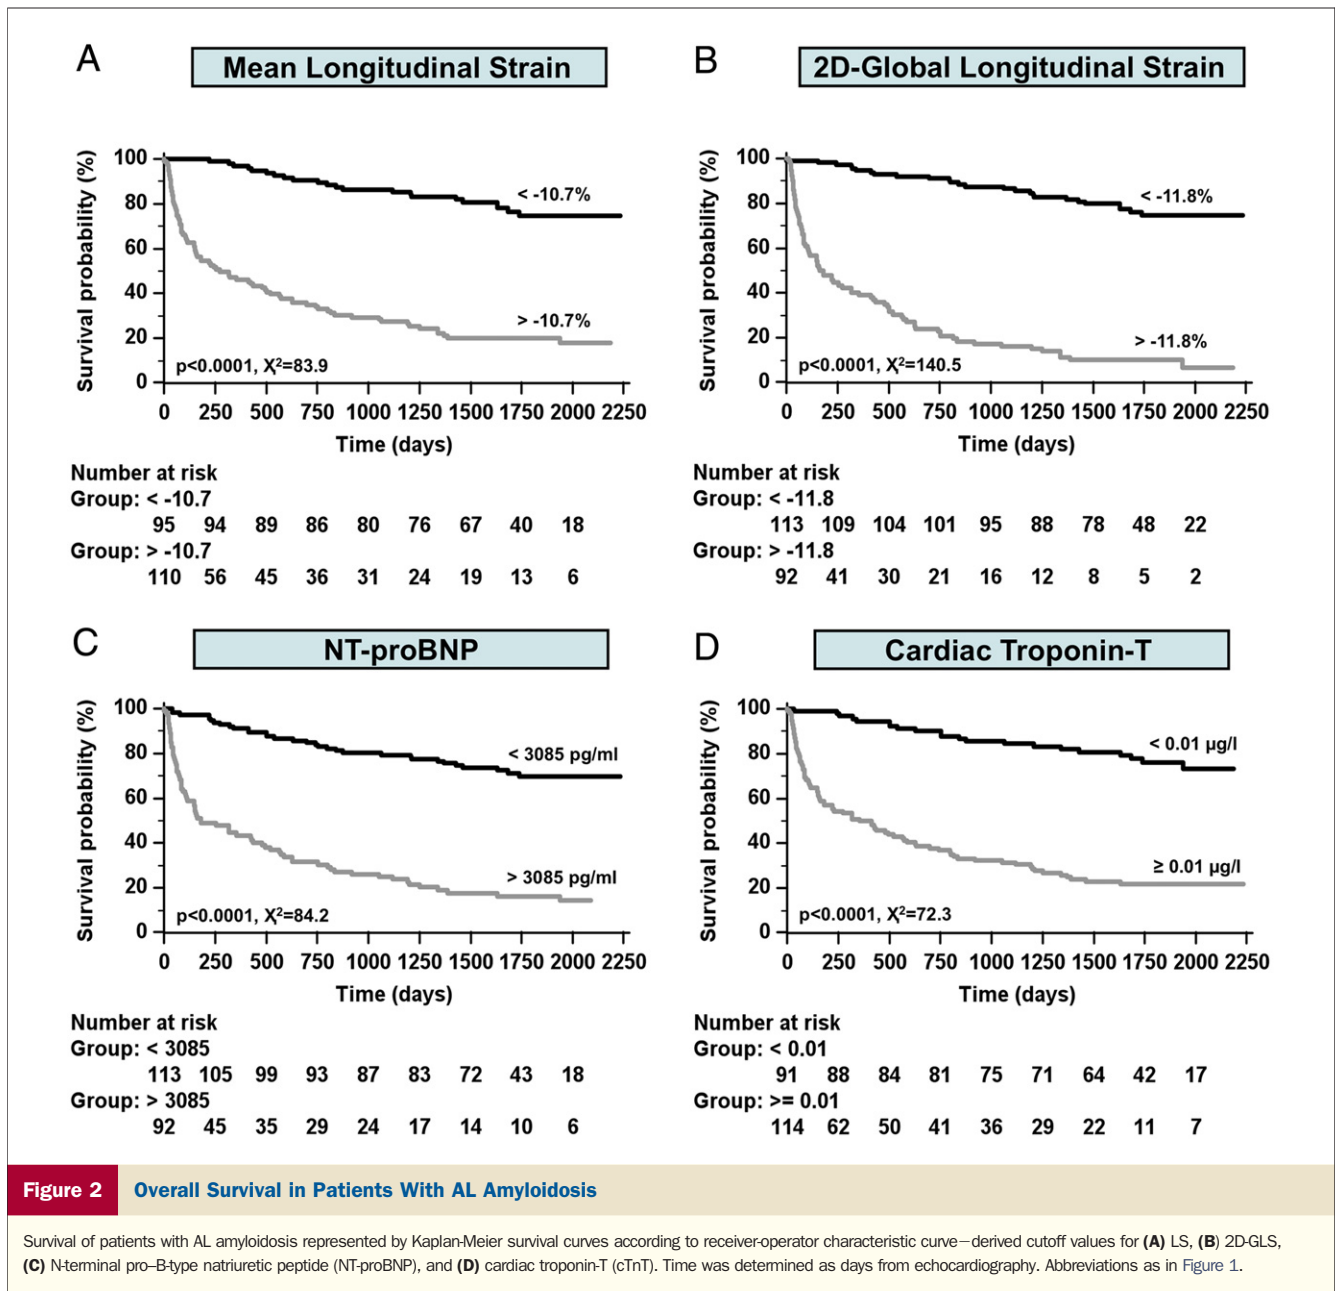 A
Mean Longitudinal Strain
Survival probability (%)
100
80
60
40
20
0
< -10.7%
> -10.7%
p<0.0001, X²=83.9
0 250 500 750 1000 1250 1500 1750 2000 2250
Time (days)
Number at risk
Group: < -10.7
95 94 89 86 80 76 67 40 18
Group: > -10.7
110 56 45 36 31 24 19 13 6
B
2D-Global Longitudinal Strain
Survival probability (%)
100
80
60
40
20
0
< -11.8%
> -11.8%
p<0.0001, X²=140.5
0 250 500 750 1000 1250 1500 1750 2000 2250
Time (days)
Number at risk
Group: < -11.8
113 109 104 101 95 88 78 48 22
Group: > -11.8
92 41 30 21 16 12 8 5 2
C
NT-proBNP
Survival probability (%)
100
80
60
40
20
0
< 3085 pg/ml
> 3085 pg/ml
p<0.0001, X²=84.2
0 250 500 750 1000 1250 1500 1750 2000 2250
Time (days)
Number at risk
Group: < 3085
113 105 99 93 87 83 72 43 18
Group: > 3085
92 45 35 29 24 17 14 10 6
D
Cardiac Troponin-T
Survival probability (%)
100
80
60
40
20
0
< 0.01 µg/l
≥ 0.01 µg/l
p<0.0001, X²=72.3
0 250 500 750 1000 1250 1500 1750 2000 2250
Time (days)
Number at risk
Group: < 0.01
91 88 84 81 75 71 64 42 17
Group: >= 0.01
114 62 50 41 36 29 22 11 7
Figure 2 Overall Survival in Patients With AL Amyloidosis
Survival of patients with AL amyloidosis represented by Kaplan-Meier survival curves according to receiver-operator characteristic curve–derived cutoff values for (A) LS, (B) 2D-GLS,
(C) N-terminal pro–B-type natriuretic peptide (NT-proBNP), and (D) cardiac troponin-T (cTnT). Time was determined as days from echocardiography. Abbreviations as in Figure 1.